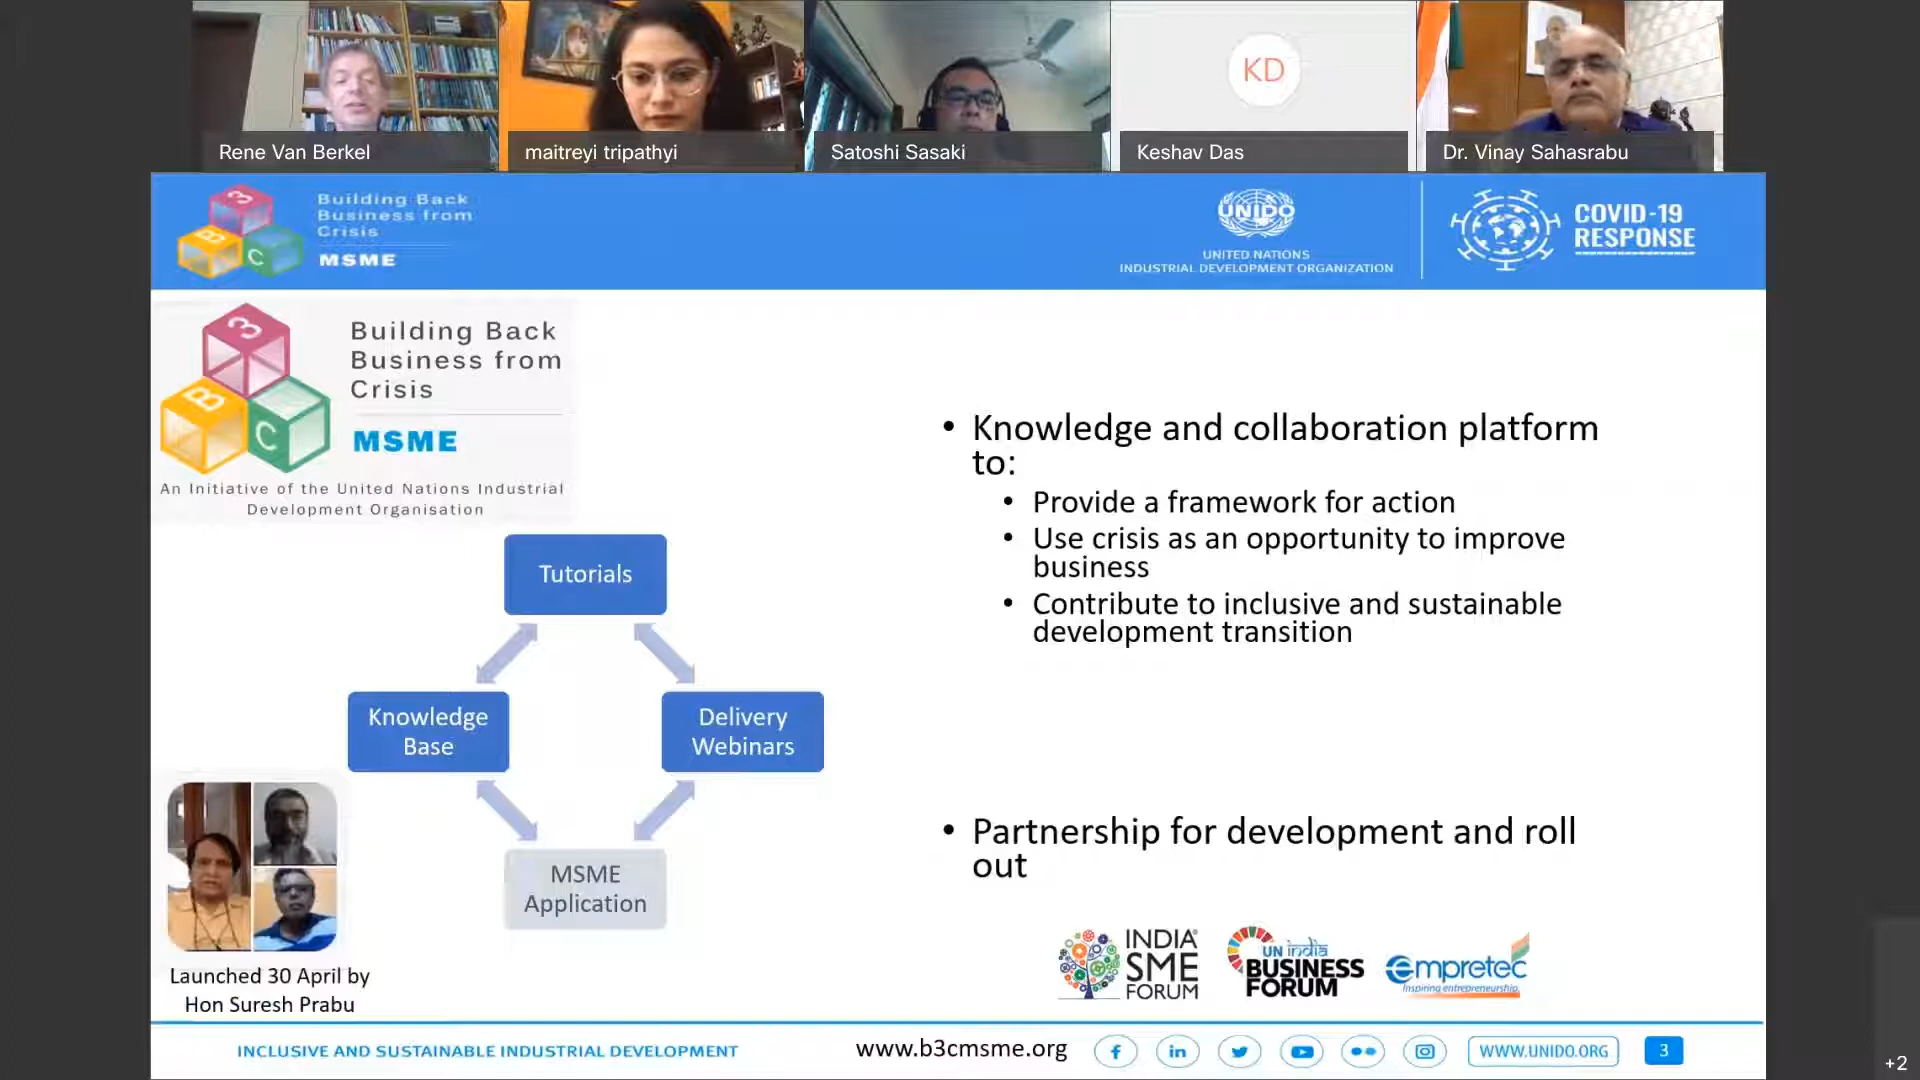 KD
Rene Van Berkel
maitreyi tripathyi
Satoshi Sasaki
Keshav Das
Dr. Vinay Sahasrabu
3
B
C
Building Back
Business from
Crisis
MSME
UNIDO
UNITED NATIONS
INDUSTRIAL DEVELOPMENT ORGANIZATION
COVID-19
RESPONSE
3
B
C
Building Back
Business from
Crisis
MSME
An Initiative of the United Nations Industrial
Development Organisation
Tutorials
Knowledge
Base
Delivery
Webinars
MSME
Application
Launched 30 April by
Hon Suresh Prabu
• Knowledge and collaboration platform
to:
• Provide a framework for action
• Use crisis as an opportunity to improve
business
• Contribute to inclusive and sustainable
development transition
• Partnership for development and roll
out
INDIA®
SME
FORUM
UN india
BUSINESS
FORUM
empretec
Inspiring entrepreneurship.
INCLUSIVE AND SUSTAINABLE INDUSTRIAL DEVELOPMENT
www.b3cmsme.org
f
in
WWW.UNIDO.ORG
3
+2